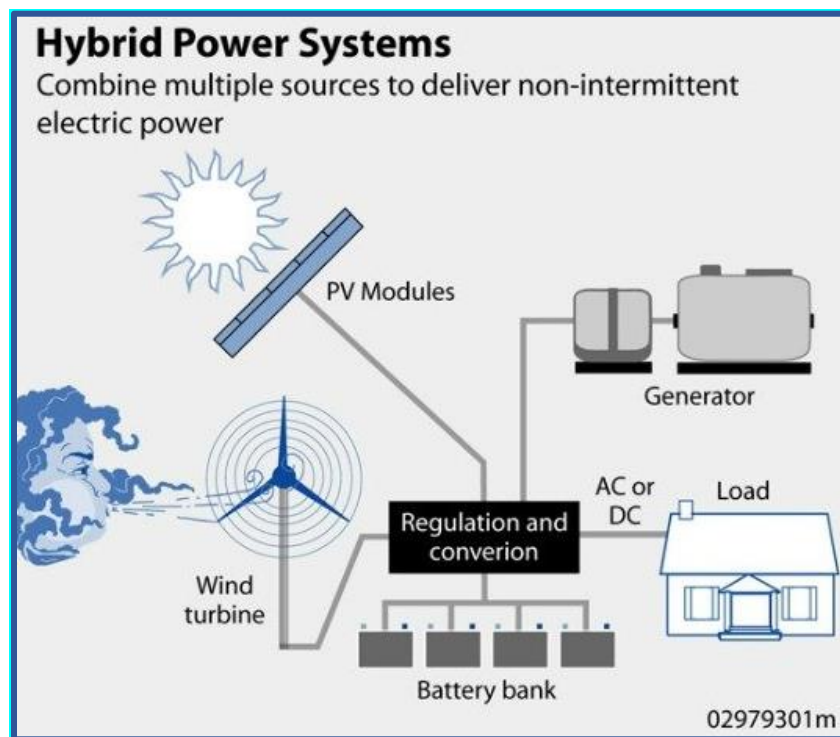 Hybrid Power Systems
Combine multiple sources to deliver non-intermittent
electric power
PV Modules
Generator
AC or
DC
Load
Regulation and
converion
Wind
turbine
Battery bank
02979301m